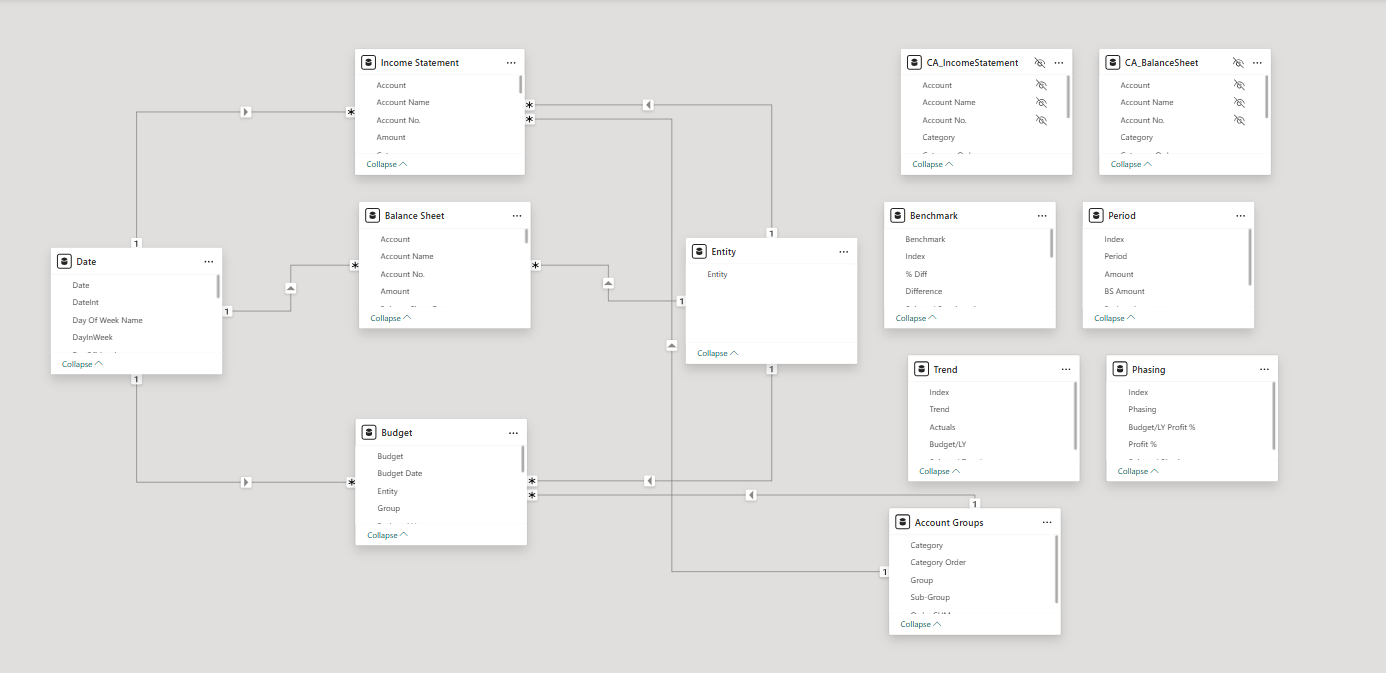 Income Statement
Account
Account Name
Account No.
Amount
Collapse
CA_IncomeStatement
Account
Account Name
Account No.
Category
Collapse
CA_BalanceSheet
Account
Account Name
Account No.
Category
Collapse
Balance Sheet
Account
Account Name
Account No.
Amount
Collapse
Benchmark
Benchmark
Index
% Diff
Difference
Collapse
Period
Index
Period
Amount
BS Amount
Collapse
Date
Date
DateInt
Day Of Week Name
DayInWeek
Collapse
Entity
Entity
Collapse
Trend
Index
Trend
Actuals
Budget/LY
Collapse
Phasing
Index
Phasing
Budget/LY Profit %
Profit %
Collapse
Budget
Budget
Budget Date
Entity
Group
Collapse
Account Groups
Category
Category Order
Group
Sub-Group
Collapse
1
*
*
*
1
1
*
*
1
1
1
1
*
*
*
1
1